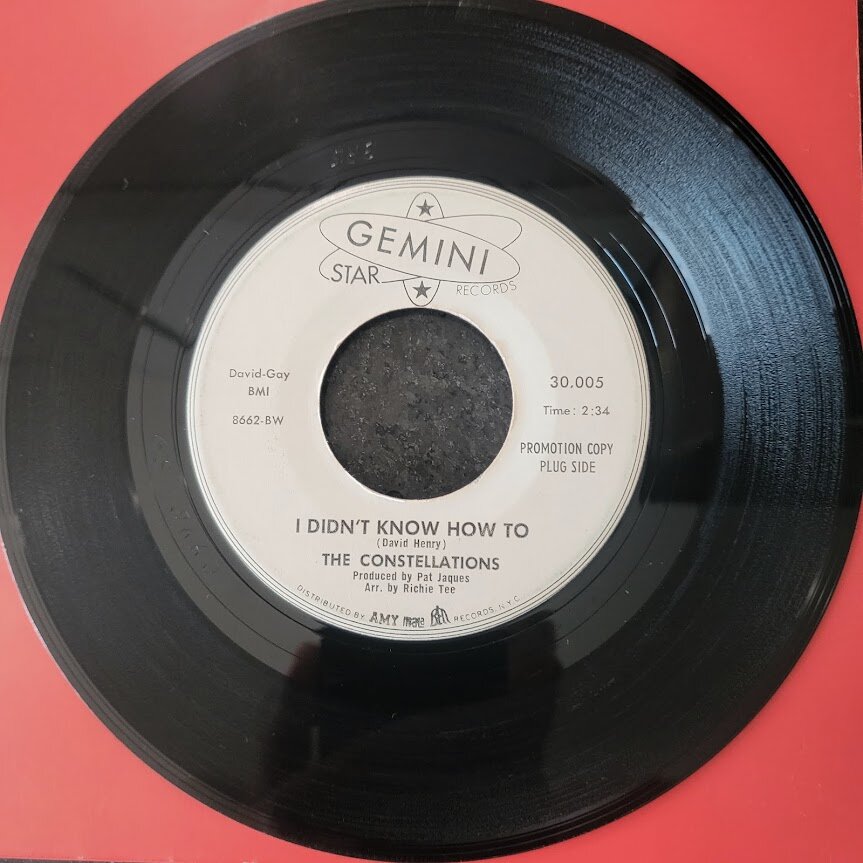 GEMINI
STAR
RECORDS
David-Gay
BMI
8662-BW
30.005
Time: 2:34
PROMOTION COPY
PLUG SIDE
I DIDN'T KNOW HOW TO
(David Henry)
THE CONSTELLATIONS
Produced by Pat Jaques
Arr. by Richie Tee
DISTRIBUTED BY AMY mala Bell RECORDS, N.Y.C.